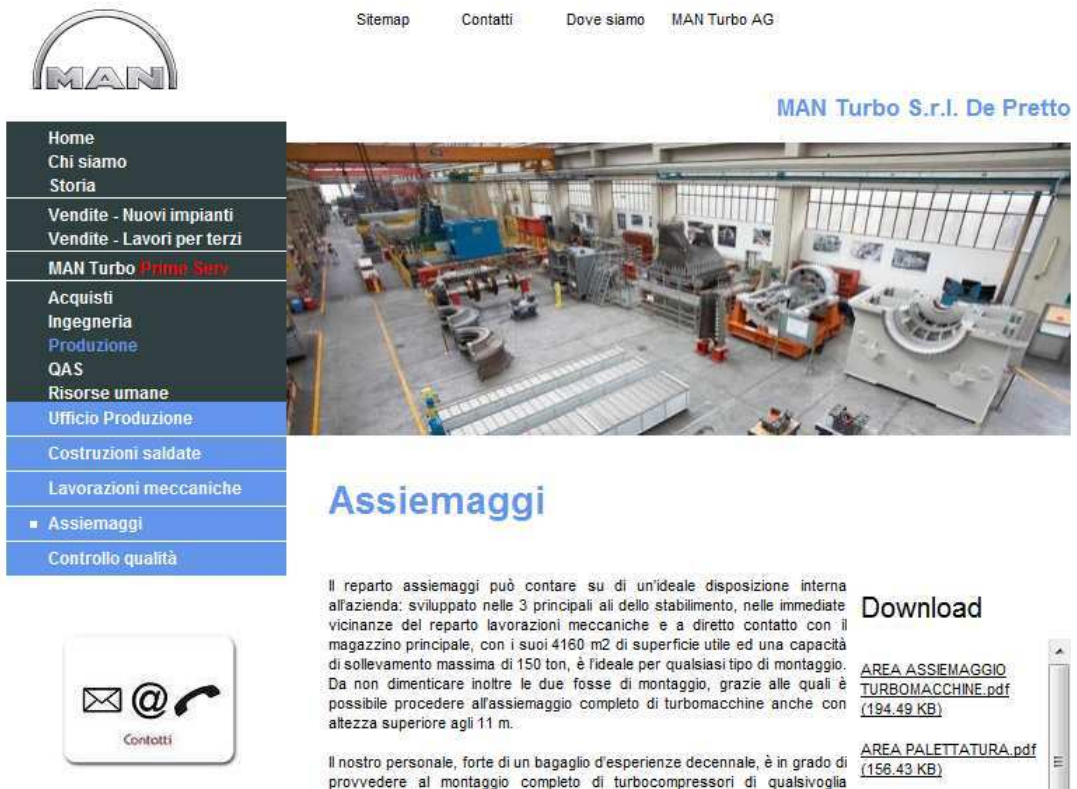 Sitemap Contatti Dove siamo MAN Turbo AG
MAN
MAN Turbo S.r.l. De Pretto
Home
Chi siamo
Storia
Vendite - Nuovi impianti
Vendite - Lavori per terzi
MAN Turbo Prime Serv
Acquisti
Ingegneria
Produzione
QAS
Risorse umane
Ufficio Produzione
Costruzioni saldate
Lavorazioni meccaniche
Assiemaggi
Controllo qualità
Contatti
Assiemaggi
Il reparto assiemaggi può contare su di un'ideale disposizione interna
all'azienda: sviluppato nelle 3 principali ali dello stabilimento, nelle immediate
vicinanze del reparto lavorazioni meccaniche e a diretto contatto con il
magazzino principale, con i suoi 4160 m2 di superficie utile ed una capacità
di sollevamento massima di 150 ton, è l'ideale per qualsiasi tipo di montaggio.
Da non dimenticare inoltre le due fosse di montaggio, grazie alle quali è
possibile procedere all'assiemaggio completo di turbomacchine anche con
altezza superiore agli 11 m.
Il nostro personale, forte di un bagaglio d'esperienze decennale, è in grado di
provvedere al montaggio completo di turbocompressori di qualsivoglia
Download
AREA ASSIEMAGGIO
TURBOMACCHINE.pdf
(194.49 KB)
AREA PALETTATURA.pdf
(156.43 KB)